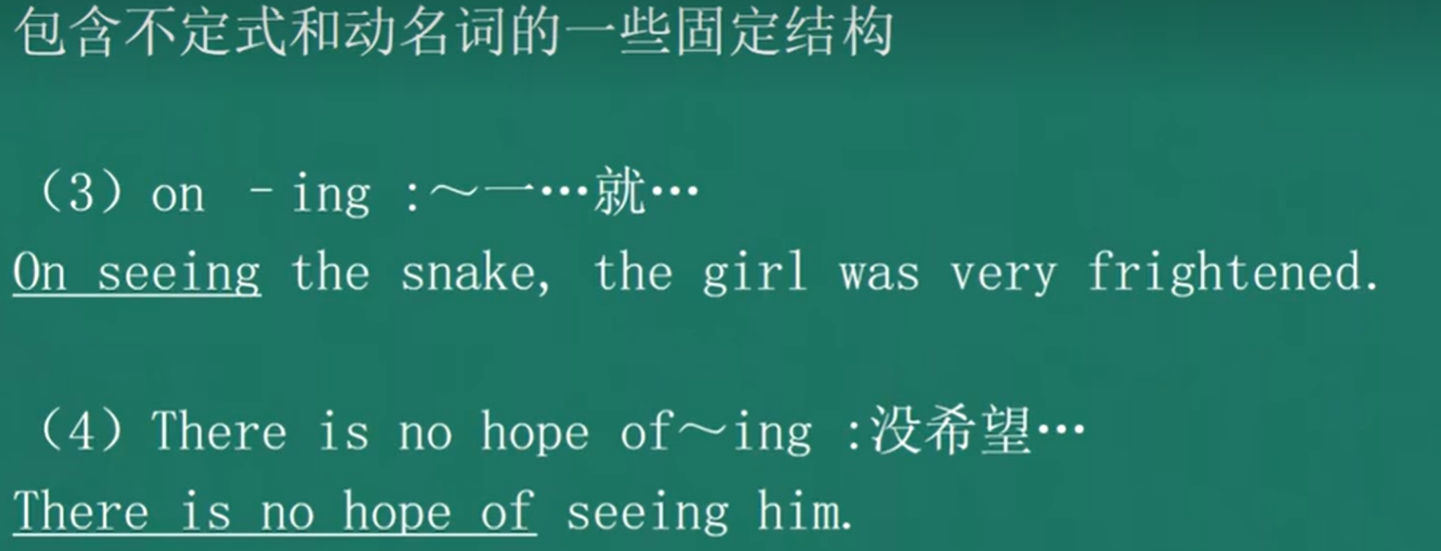 包含不定式和动名词的一些固定结构
（3）on -ing :～一…就…
On seeing the snake, the girl was very frightened.
（4）There is no hope of～ing :没希望…
There is no hope of seeing him.